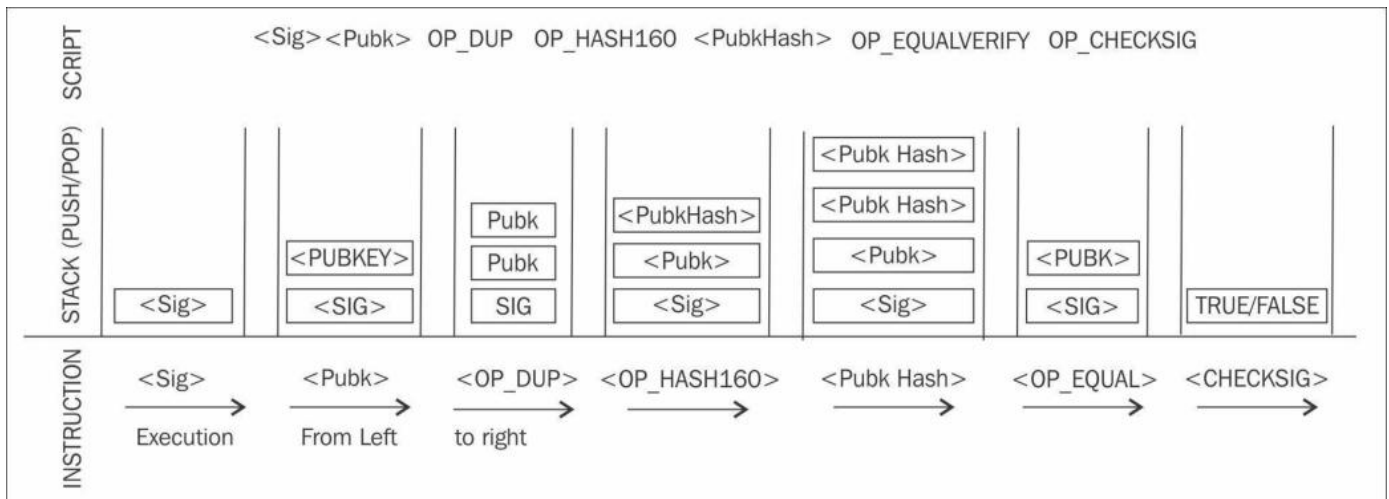 SCRIPT
<Sig> <Pubk> OP_DUP OP_HASH160 <PubkHash> OP_EQUALVERIFY OP_CHECKSIG
STACK (PUSH/POP)
<Sig>
<PUBKEY>
<SIG>
Pubk
Pubk
SIG
<PubkHash>
<Pubk>
<Sig>
<Pubk Hash>
<Pubk Hash>
<Pubk>
<Sig>
<PUBK>
<SIG>
TRUE/FALSE
INSTRUCTION
<Sig> <Pubk> <OP_DUP> <OP_HASH160> <Pubk Hash> <OP_EQUAL> <CHECKSIG>
Execution From Left to right